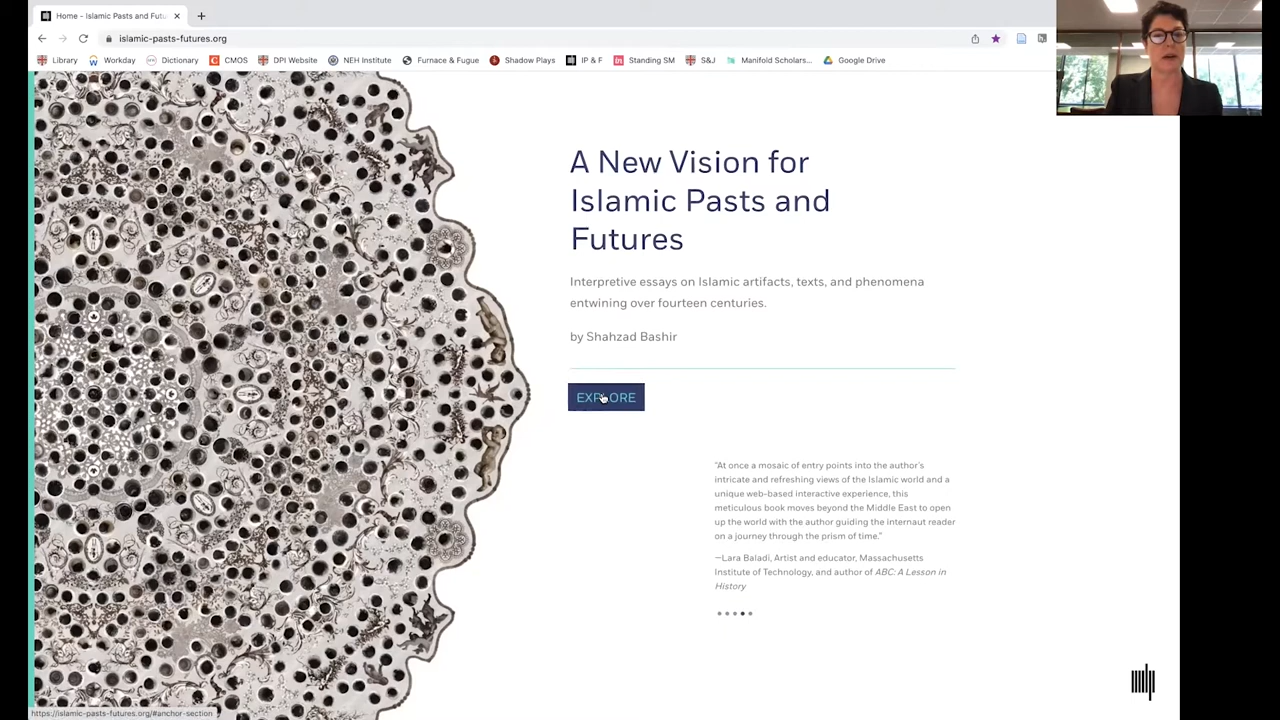 Home - Islamic Pasts and Futu
islamic-pasts-futures.org
Library Workday Dictionary CMOS DPI Website NEH Institute Furnace & Fugue Shadow Plays IP & F Standing SM S&J Manifold Scholars... Google Drive
A New Vision for
Islamic Pasts and
Futures
Interpretive essays on Islamic artifacts, texts, and phenomena
entwining over fourteen centuries.
by Shahzad Bashir
EXPLORE
"At once a mosaic of entry points into the author's
intricate and refreshing views of the Islamic world and a
unique web-based interactive experience, this
meticulous book moves beyond the Middle East to open
up the world with the author guiding the internaut reader
on a journey through the prism of time."
—Lara Baladi, Artist and educator, Massachusetts
Institute of Technology, and author of ABC: A Lesson in
History
https://islamic-pasts-futures.org/#anchor-section